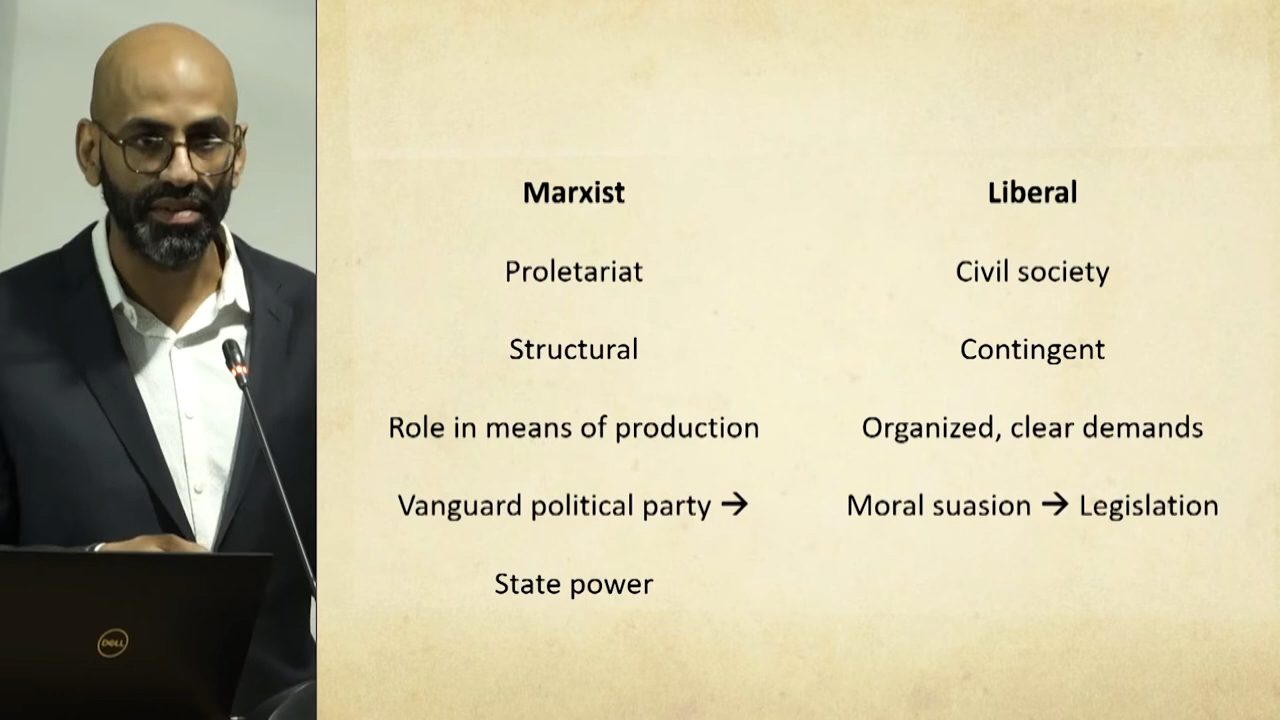 Marxist
Liberal
Proletariat
Civil society
Structural
Contingent
Role in means of production
Organized, clear demands
Vanguard political party →
Moral suasion → Legislation
State power
DELL